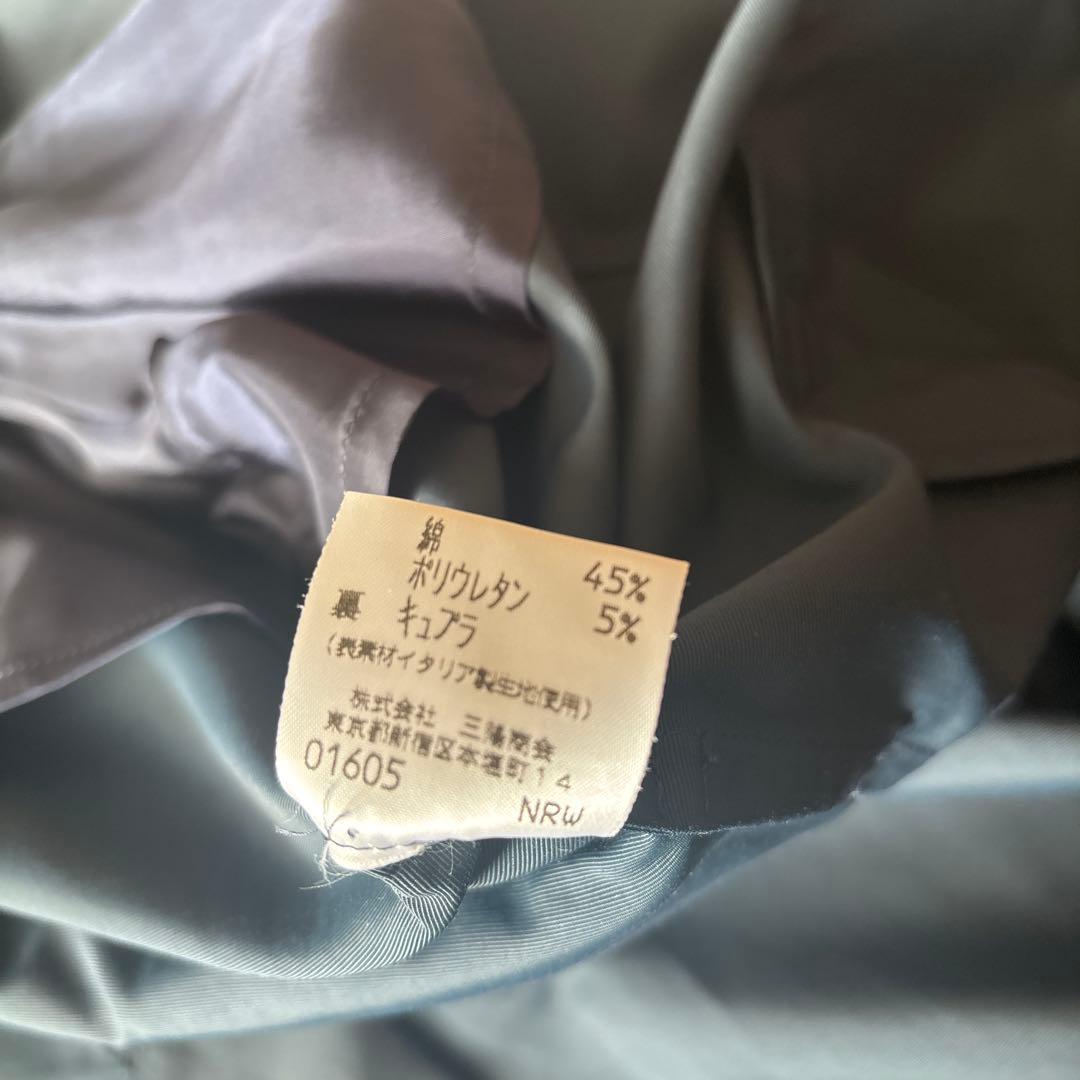 綿 45%
ポリウレタン 5%
裏 キュプラ
(表素材イタリア製生地使用)
株式会社 三陽商会
東京都新宿区本塩町14
01605
NRW